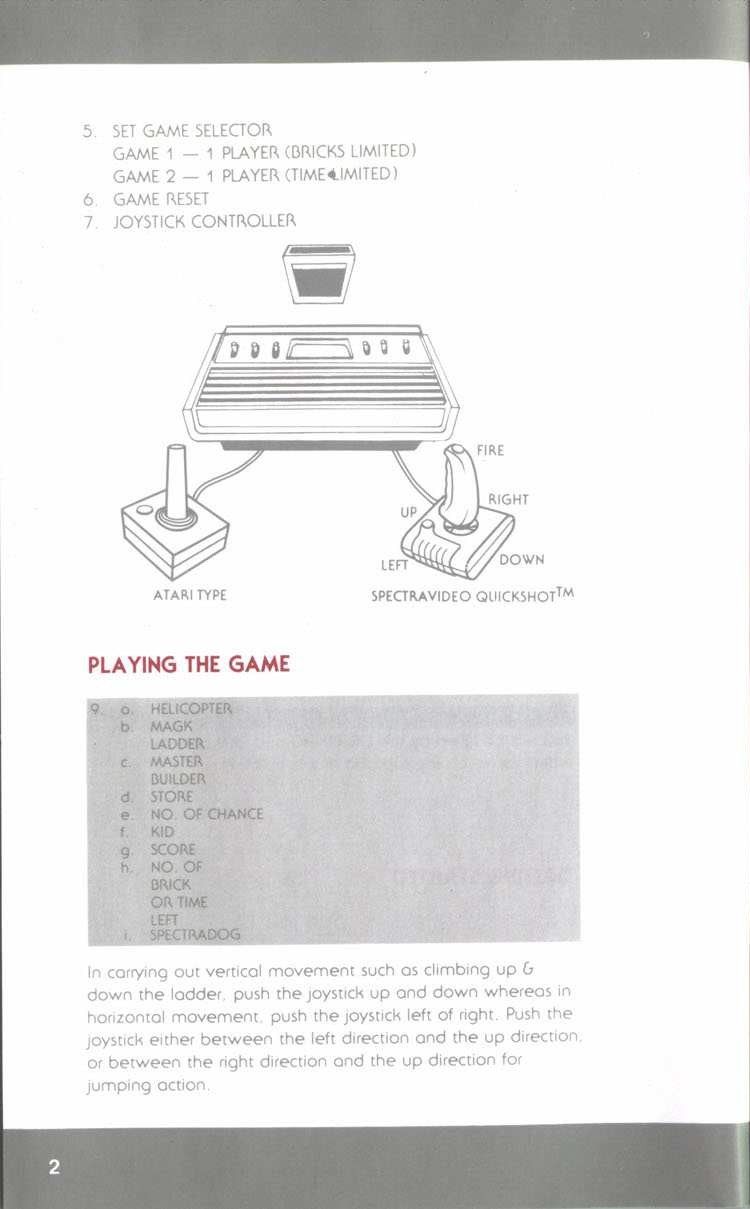 5. SET GAME SELECTOR
GAME 1 — 1 PLAYER (BRICKS LIMITED)
GAME 2 — 1 PLAYER (TIME LIMITED)
6. GAME RESET
7. JOYSTICK CONTROLLER
FIRE
RIGHT
UP
LEFT
DOWN
ATARI TYPE
SPECTRAVIDEO QUICKSHOT™
PLAYING THE GAME
9. a. HELICOPTER
b. MAGK
LADDER
c. MASTER
BUILDER
d. STORE
e. NO. OF CHANCE
f. KID
g. SCORE
h. NO. OF
BRICK
OR TIME
LEFT
i. SPECTRADOG
In carrying out vertical movement such as climbing up &
down the ladder, push the joystick up and down whereas in
horizontal movement, push the joystick left of right. Push the
joystick either between the left direction and the up direction,
or between the right direction and the up direction for
jumping action.
2